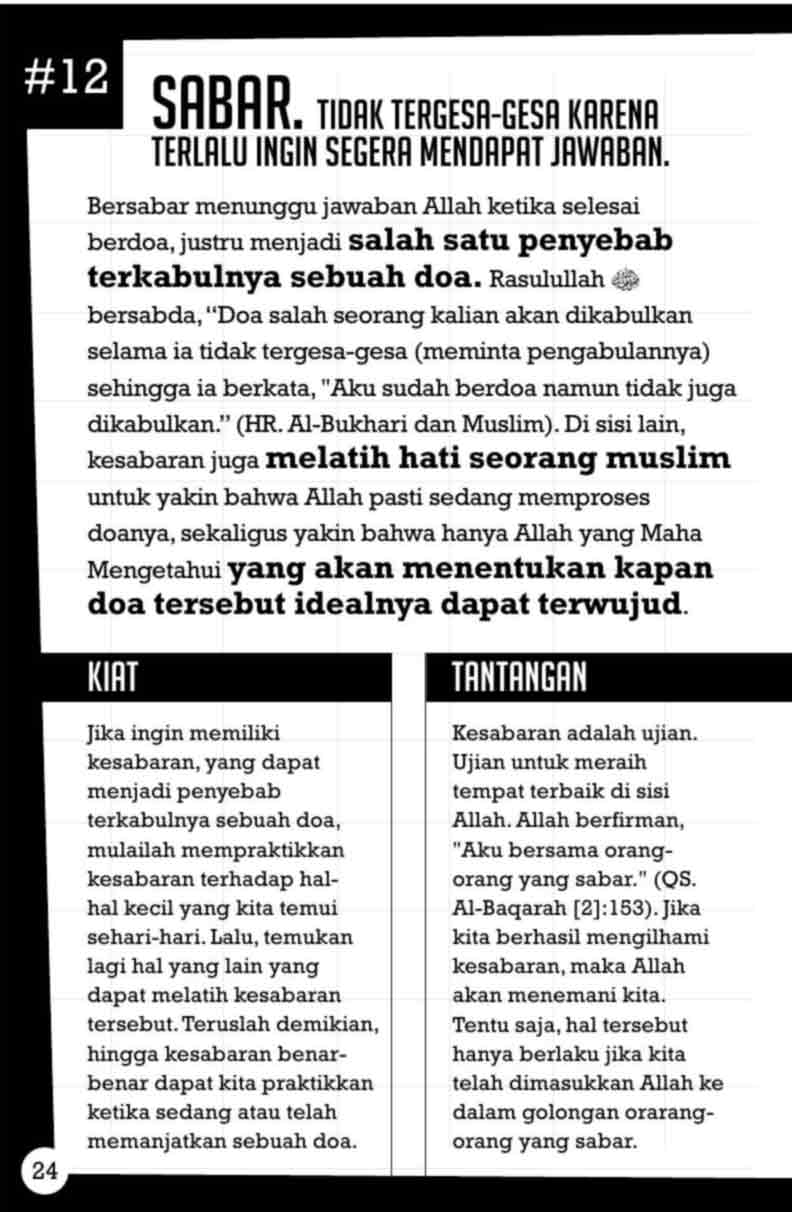 #12
SABAR. TIDAK TERGESA-GESA KARENA
TERLALU INGIN SEGERA MENDAPAT JAWABAN.
Bersabar menunggu jawaban Allah ketika selesai
berdoa, justru menjadi salah satu penyebab
terkabulnya sebuah doa. Rasulullah ﷺ
bersabda, “Doa salah seorang kalian akan dikabulkan
selama ia tidak tergesa-gesa (meminta pengabulannya)
sehingga ia berkata, "Aku sudah berdoa namun tidak juga
dikabulkan.” (HR. Al-Bukhari dan Muslim). Di sisi lain,
kesabaran juga melatih hati seorang muslim
untuk yakin bahwa Allah pasti sedang memproses
doanya, sekaligus yakin bahwa hanya Allah yang Maha
Mengetahui yang akan menentukan kapan
doa tersebut idealnya dapat terwujud.
KIAT
Jika ingin memiliki
kesabaran, yang dapat
menjadi penyebab
terkabulnya sebuah doa,
mulailah mempraktikkan
kesabaran terhadap hal-
hal kecil yang kita temui
sehari-hari. Lalu, temukan
lagi hal yang lain yang
dapat melatih kesabaran
tersebut. Teruslah demikian,
hingga kesabaran benar-
benar dapat kita praktikkan
ketika sedang atau telah
memanjatkan sebuah doa.
TANTANGAN
Kesabaran adalah ujian.
Ujian untuk meraih
tempat terbaik di sisi
Allah. Allah berfirman,
"Aku bersama orang-
orang yang sabar." (QS.
Al-Baqarah [2]:153). Jika
kita berhasil mengilhami
kesabaran, maka Allah
akan menemani kita.
Tentu saja, hal tersebut
hanya berlaku jika kita
telah dimasukkan Allah ke
dalam golongan orarang-
orang yang sabar.
24